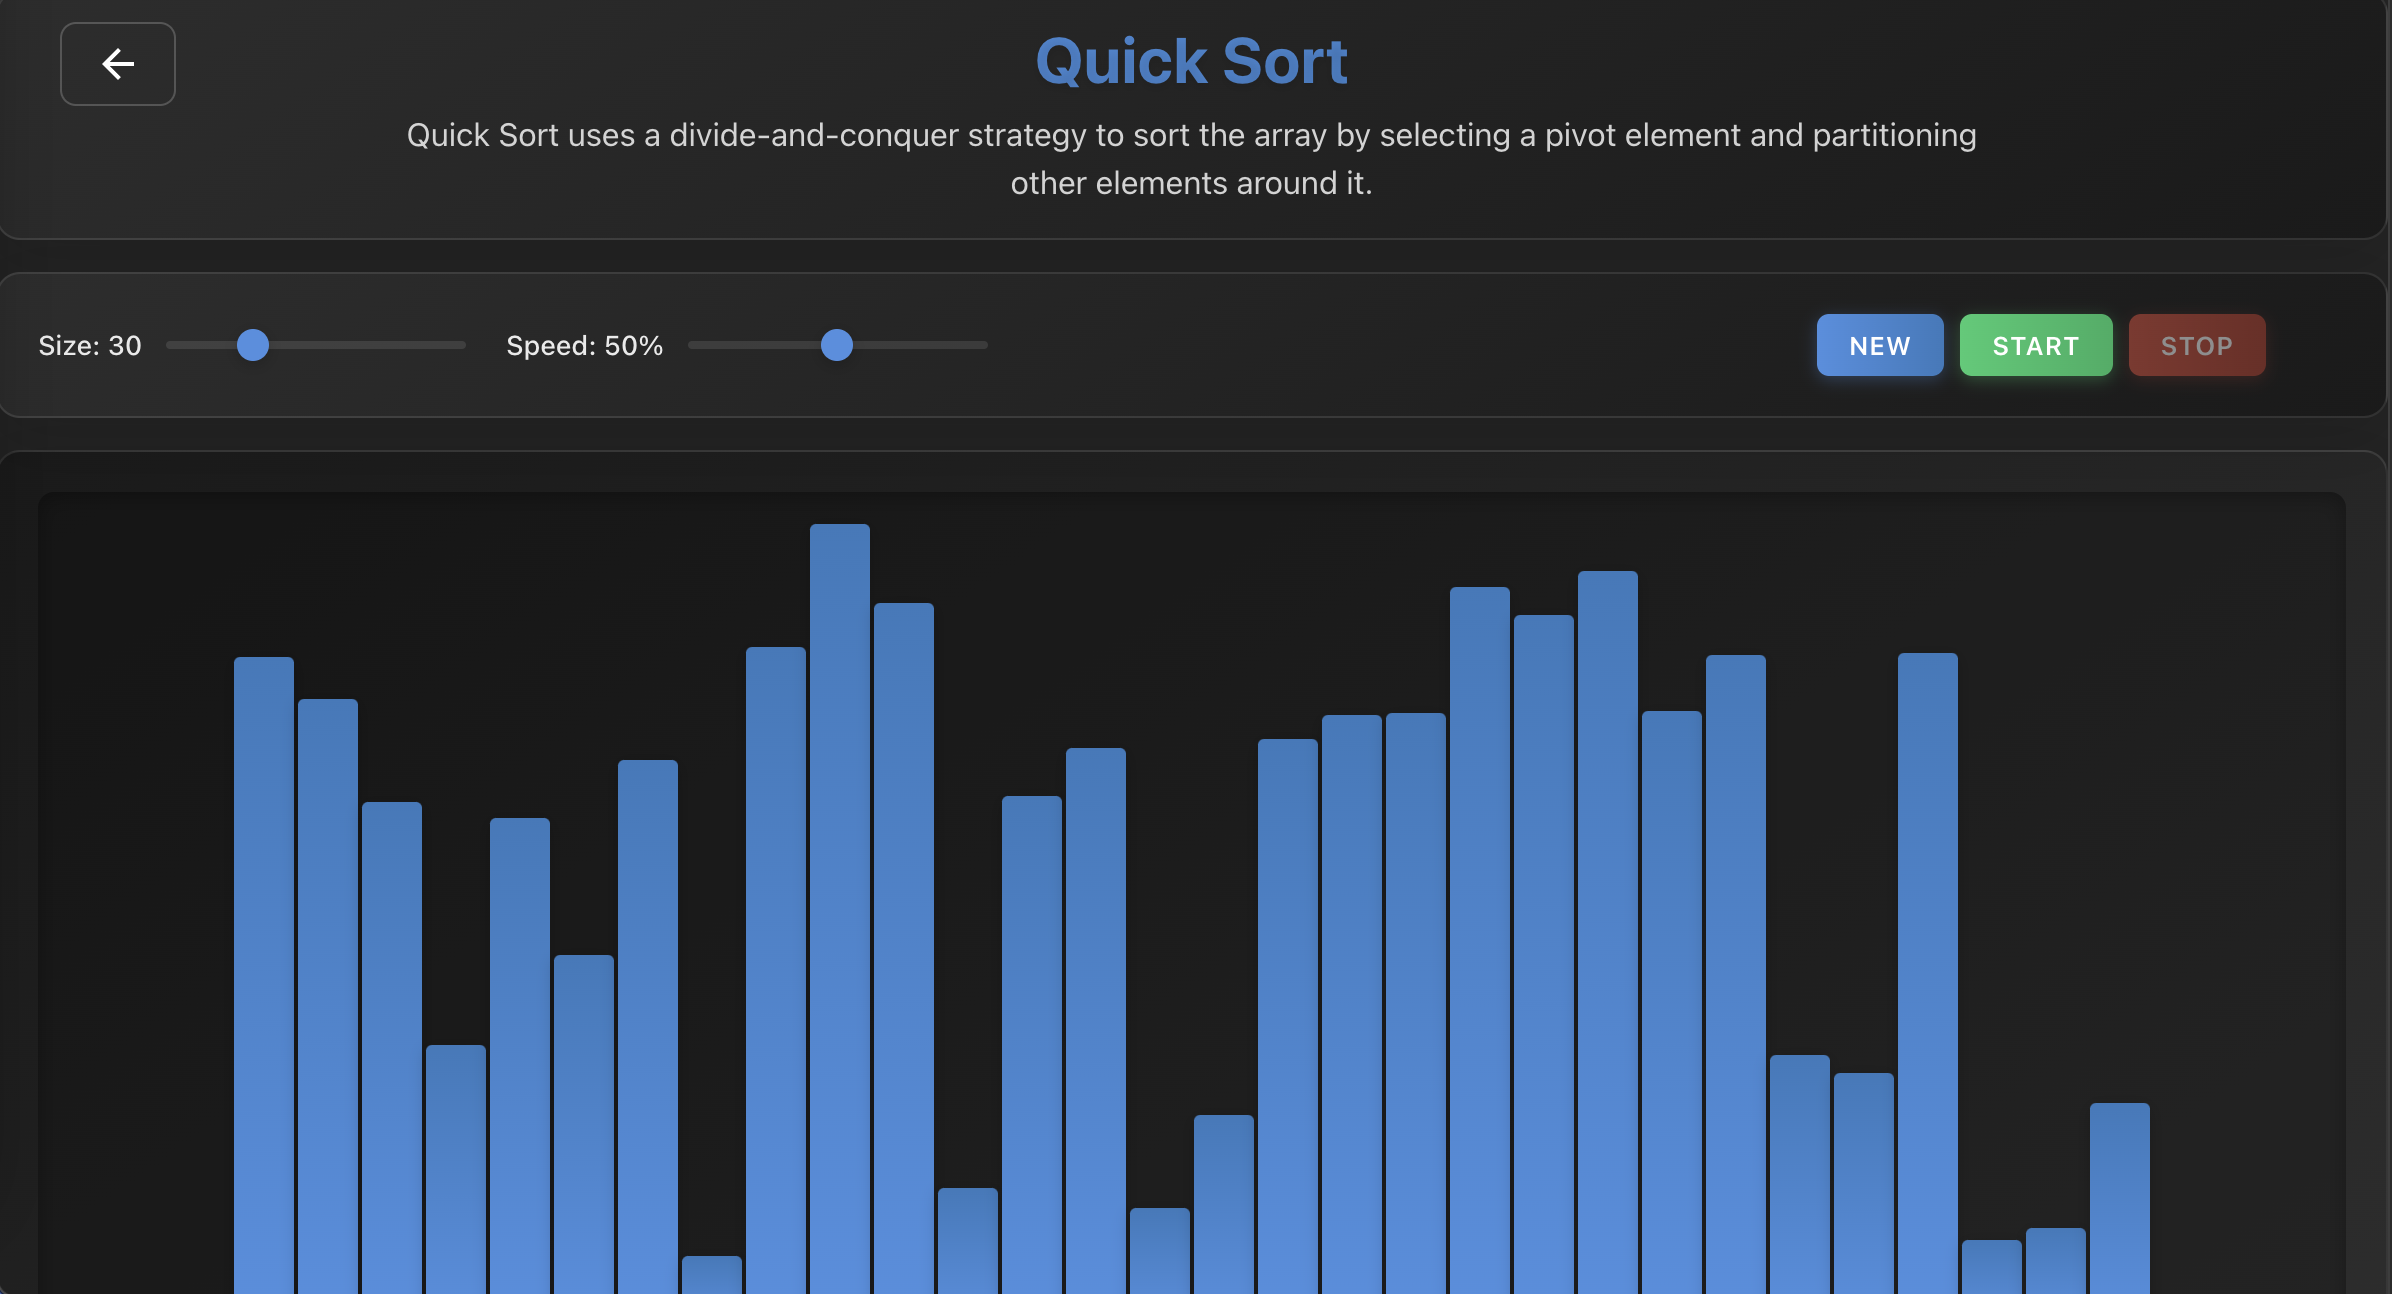 Quick Sort
Quick Sort uses a divide-and-conquer strategy to sort the array by selecting a pivot element and partitioning
other elements around it.
Size: 30 Speed: 50% NEW START STOP